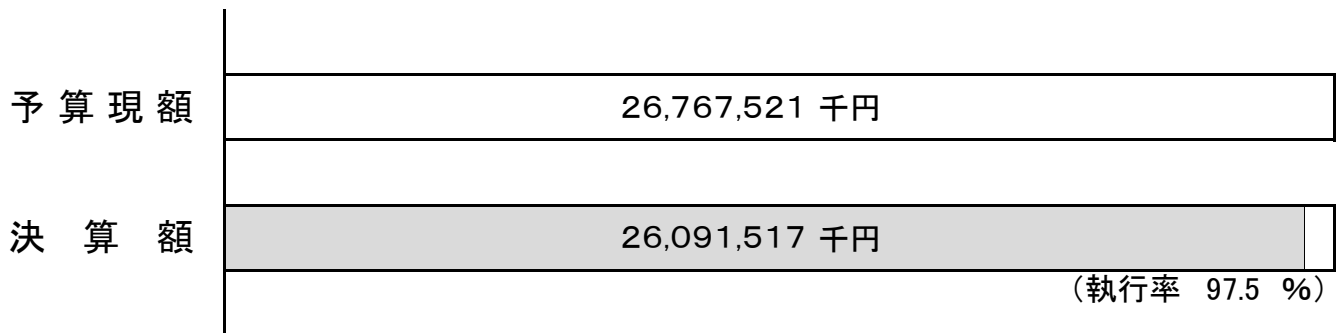 予算現額 26,767,521 千円
決算額 26,091,517 千円
（執行率 97.5 %）